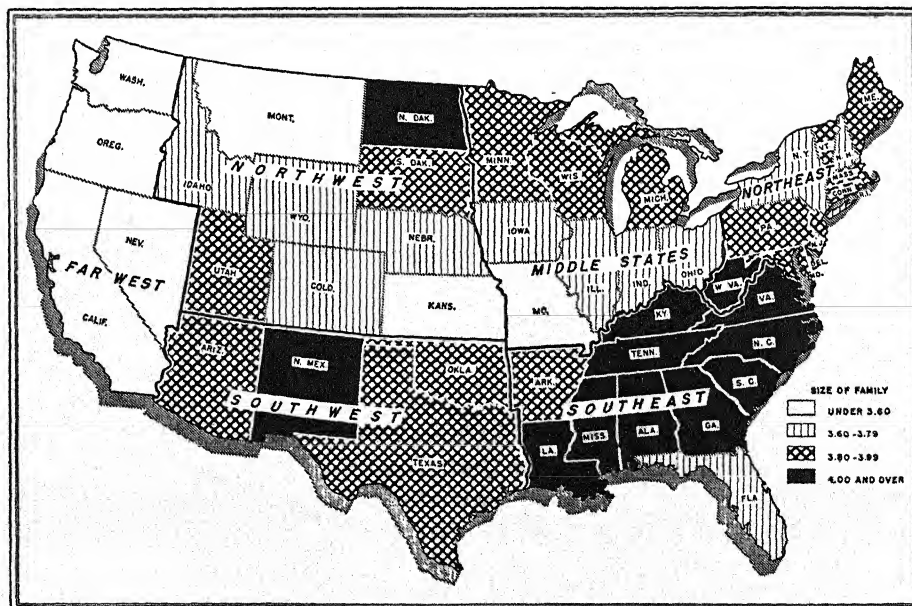 WASH.
MONT.
N. DAK.
OREG.
IDAHO
S. DAK.
MINN.
WIS
MICH.
ME.
N.Y.
VT.
N.H.
MASS
CONN
R.I.
NORTHWEST
NORTHEAST
WYO.
NEBR.
IOWA
PA.
N.J.
DEL.
MD.
NEV.
UTAH
COLO.
KANS.
MIDDLE STATES
ILL.
IND.
OHIO
W VA.
VA.
FAR WEST
CALIF.
MO.
KY.
ARIZ.
N. MEX
OKLA.
ARK.
TENN.
N. C.
S. C.
SOUTHWEST
SOUTHEAST
TEXAS
LA.
MISS.
ALA
GA.
FLA
SIZE OF FAMILY
UNDER 3.60
3.60-3.79
3.80-3.99
4.00 AND OVER